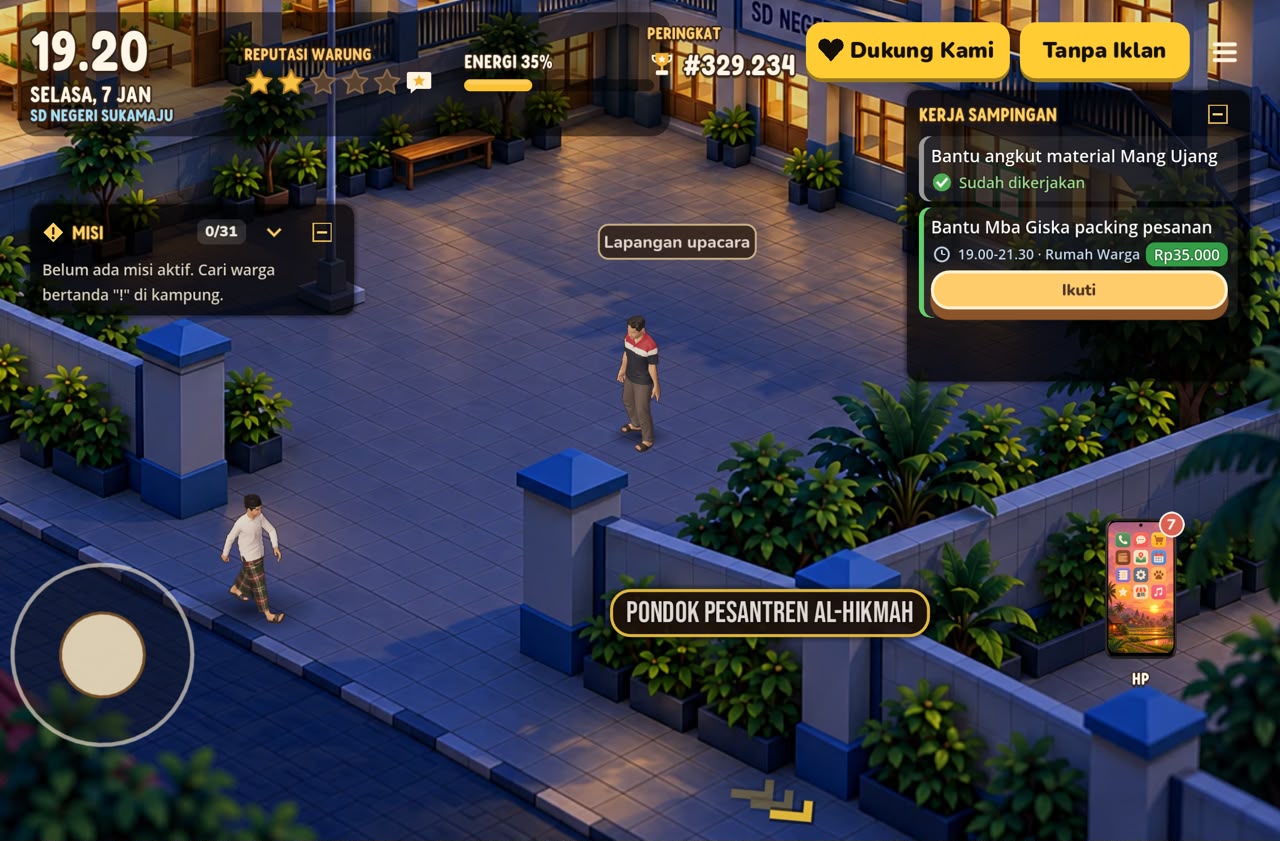 19.20
SELASA, 7 JAN
SD NEGERI SUKAMAJU
REPUTASI WARUNG
ENERGI 35%
PERINGKAT
#329.234
SD NEGE
Dukung Kami
Tanpa Iklan
KERJA SAMPINGAN
Bantu angkut material Mang Ujang
Sudah dikerjakan
Bantu Mba Giska packing pesanan
19.00-21.30 · Rumah Warga
Rp35.000
Ikuti
MISI
0/31
Belum ada misi aktif. Cari warga
bertanda "!" di kampung.
Lapangan upacara
PONDOK PESANTREN AL-HIKMAH
7
HP